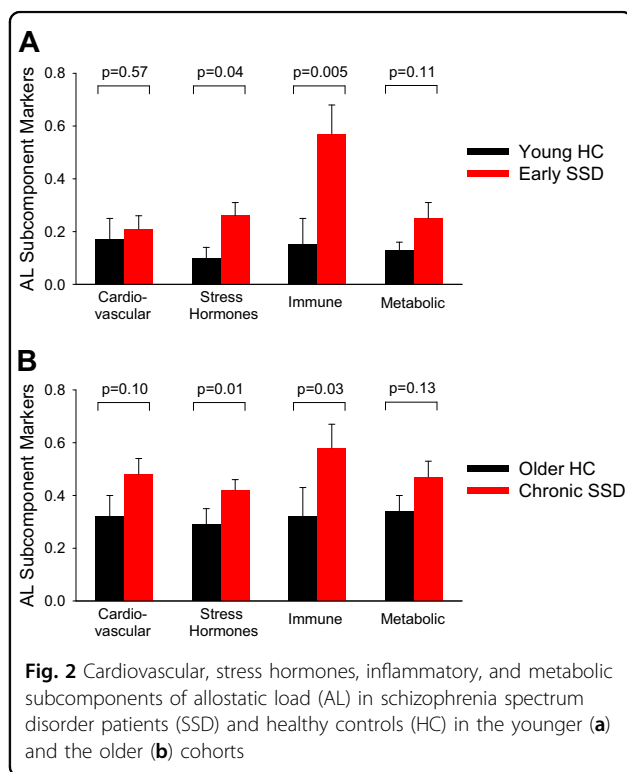 A
AL Subcomponent Markers
0.8
0.6
0.4
0.2
0.0
p=0.57 p=0.04 p=0.005 p=0.11
Young HC
Early SSD
Cardio-
vascular
Stress
Hormones
Immune
Metabolic
B
AL Subcomponent Markers
0.8
0.6
0.4
0.2
0.0
p=0.10 p=0.01 p=0.03 p=0.13
Older HC
Chronic SSD
Cardio-
vascular
Stress
Hormones
Immune
Metabolic
Fig. 2 Cardiovascular, stress hormones, inflammatory, and metabolic
subcomponents of allostatic load (AL) in schizophrenia spectrum
disorder patients (SSD) and healthy controls (HC) in the younger (a)
and the older (b) cohorts